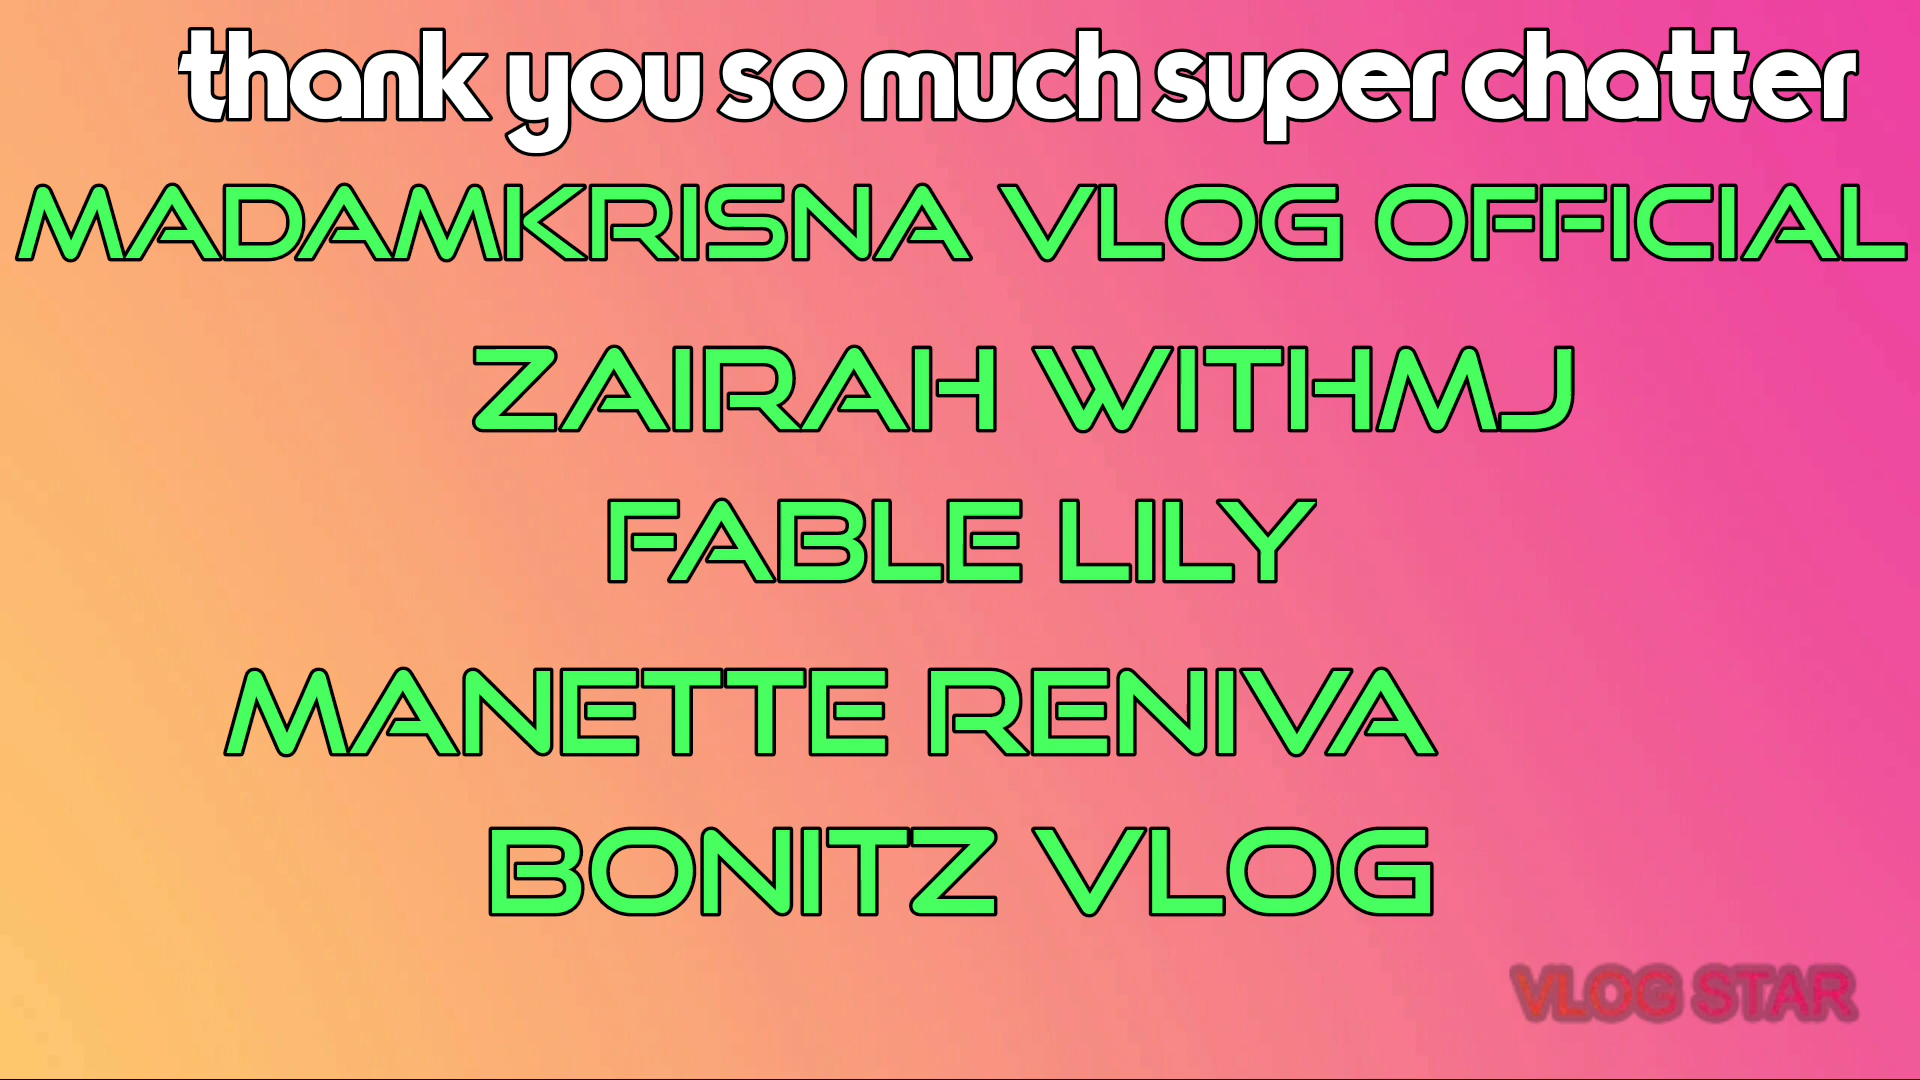 thank you so much super chatter
MADAMKRISNA VLOG OFFICIAL
ZAIRAH WITHMJ
FABLE LILY
MANETTE RENIVA
BONITZ VLOG
VLOG STAR